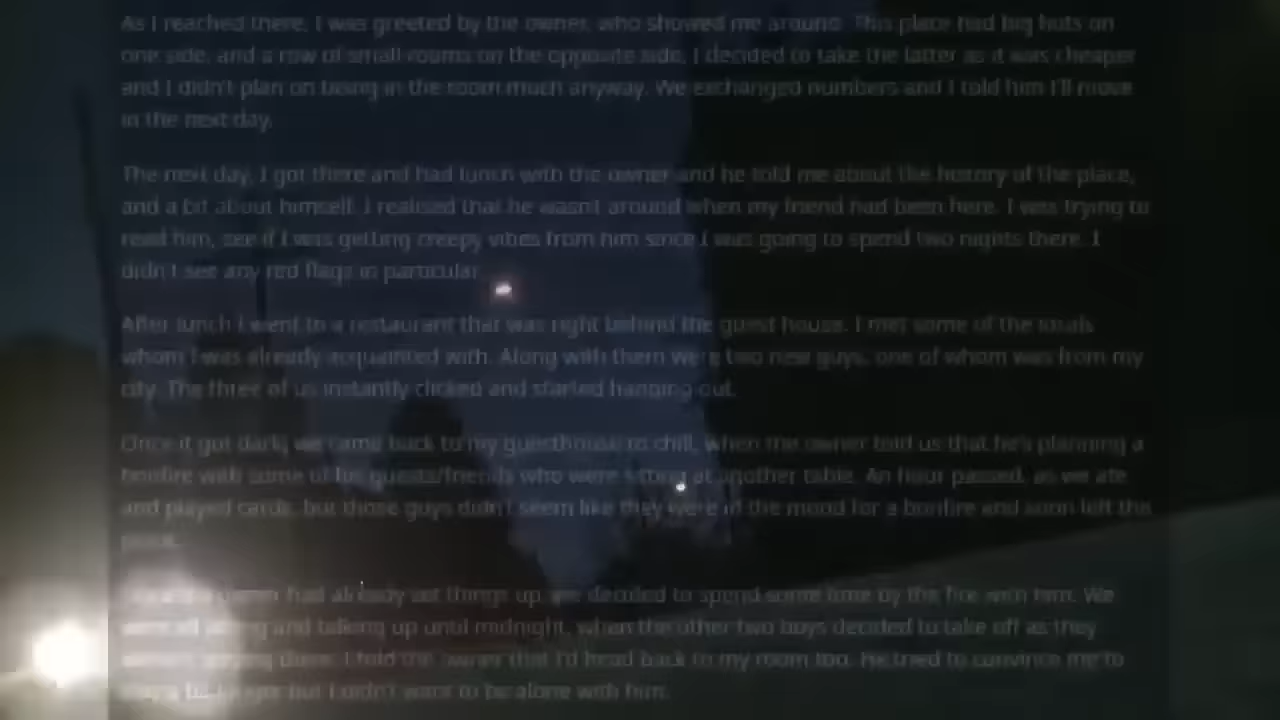 As I reached there, I was greeted by the owner, who showed me around. This place had big huts on
one side, and a row of small rooms on the opposite side. I decided to take the latter as it was cheaper
and I didn't plan on being in the room much anyway. We exchanged numbers and I told him I'll move
in the next day.
The next day, I got there and had lunch with the owner and he told me about the history of the place,
and a bit about himself. I realised that he wasn't around when my friend had been here. I was trying to
read him, see if I was getting creepy vibes from him since I was going to spend two nights there. I
didn't see any red flags in particular.
After lunch I went to a restaurant that was right behind the guest house. I met some of the locals
whom I was already acquainted with. Along with them were two new guys, one of whom was from my
city. The three of us instantly clicked and started hanging out.
Once it got dark, we came back to my guesthouse to chill, when the owner told us that he's planning a
bonfire with some of his guests/friends who were sitting at another table. An hour passed, as we ate
and played cards, but those guys didn't seem like they were in the mood for a bonfire and soon left the
place.
had already set things up, we decided to spend some time by the fire with him. We
were all and talking up until midnight, when the other two boys decided to take off as they
there. I told the owner that I'd head back to my room too. He tried to convince me to
but I didn't want to be alone with him.